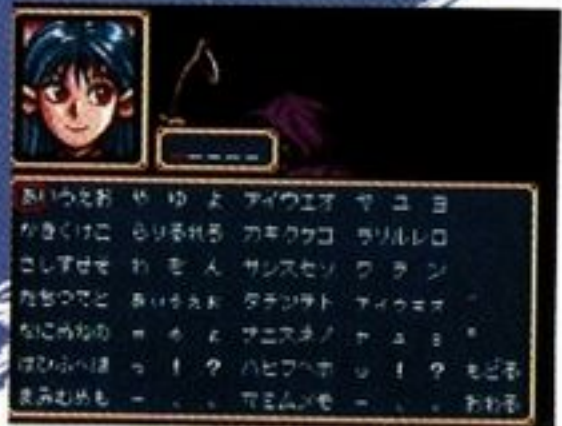 あいうえお や ゆ よ アイウエオ ヤ ユ ヨ
かきくけこ らりるれろ カキクケコ ラリルレロ
さしすせそ わ を ん サシスセソ ワ ヲ ン
たちつてと ぁぃぅぇぉ タチツテト ァィゥェォ ゛
なにぬねの ゃ ゅ ょ ナニヌネノ ャ ュ ョ ゜
はひふへほ っ ! ? ハヒフヘホ ッ ! ? もどる
まみむめも ー 、 。 マミムメモ ー 、 。 おわる